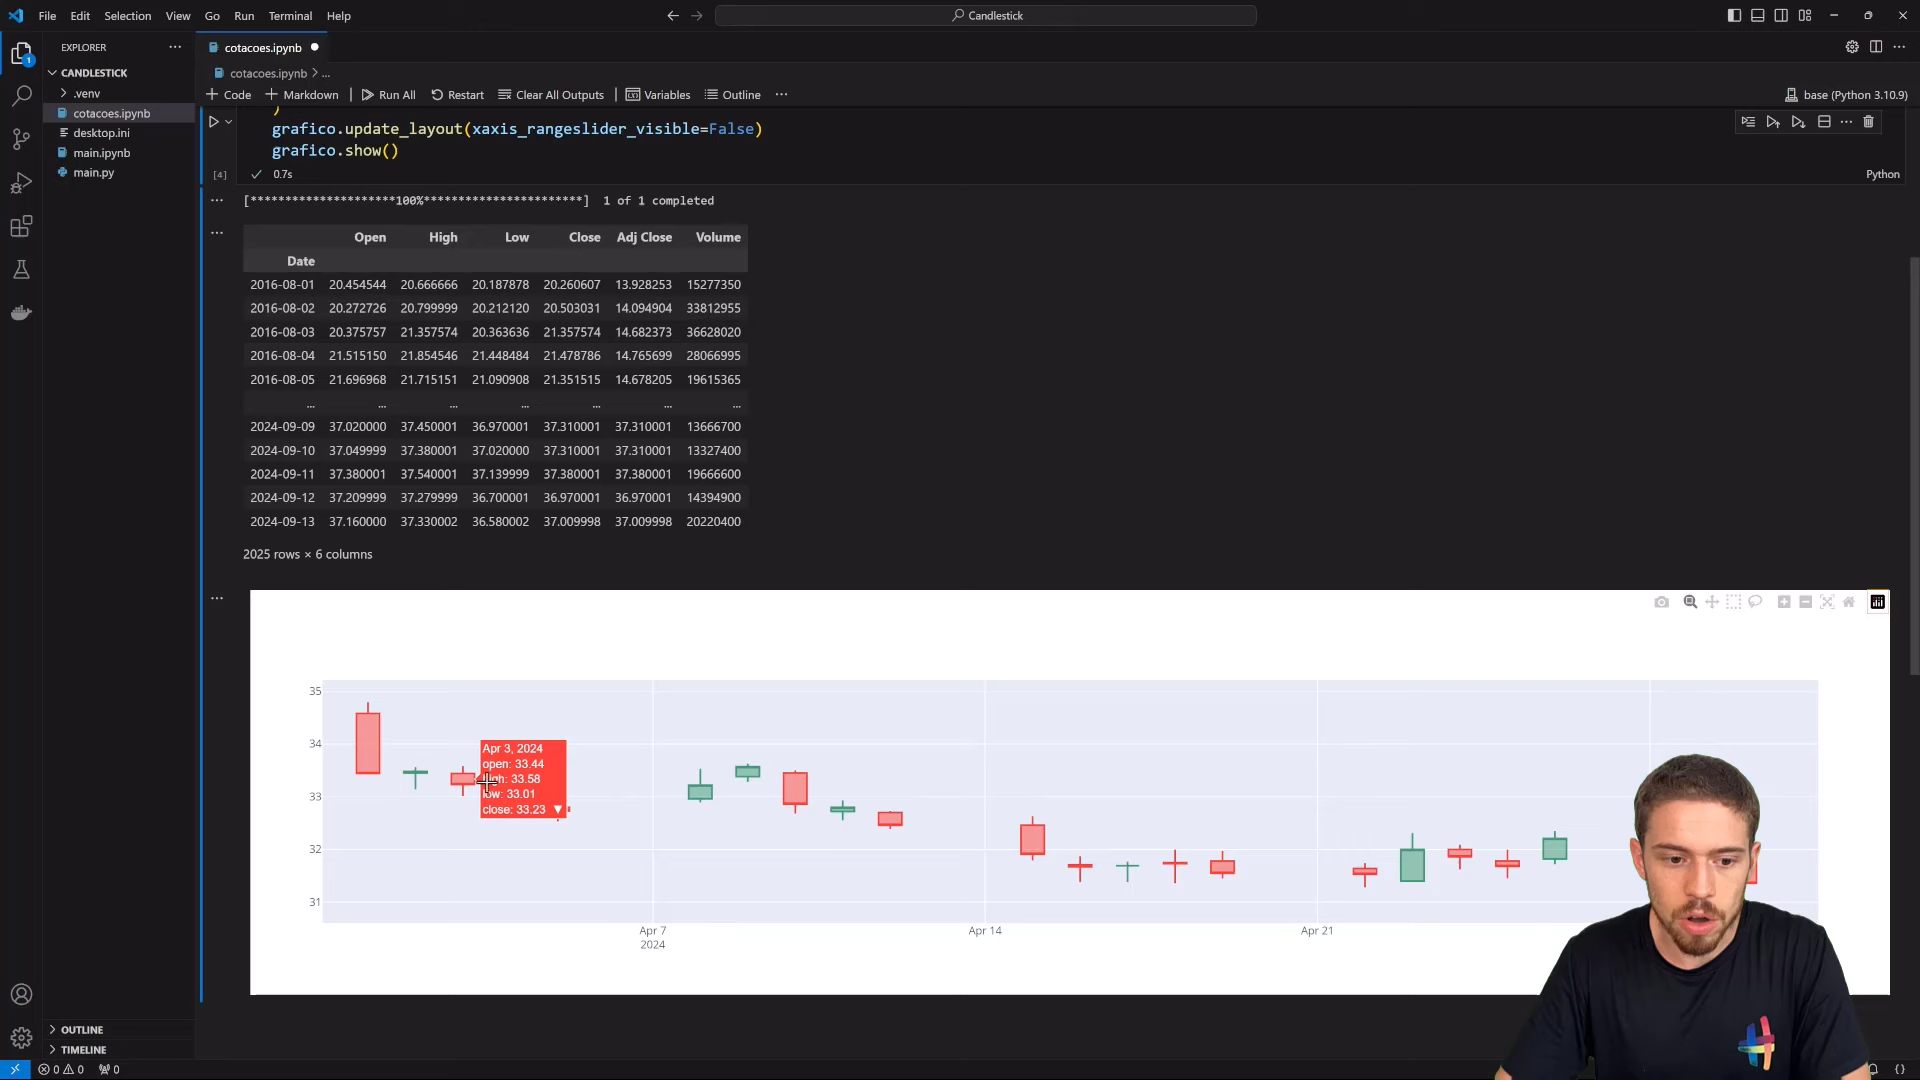 File Edit Selection View Go Run Terminal Help
Candlestick
EXPLORER
cotacoes.ipynb
CANDLESTICK
cotacoes.ipynb > ...
.venv
cotacoes.ipynb
desktop.ini
main.ipynb
main.py
+ Code + Markdown | Run All Restart Clear All Outputs | Variables Outline ...
base (Python 3.10.9)
)
grafico.update_layout(xaxis_rangeslider_visible=False)
grafico.show()
[4] 0.7s
Python
[*********************100%***********************] 1 of 1 completed
Open High Low Close Adj Close Volume
Date
2016-08-01 20.454544 20.666666 20.187878 20.260607 13.928253 15277350
2016-08-02 20.272726 20.799999 20.212120 20.503031 14.094904 33812955
2016-08-03 20.375757 21.357574 20.363636 21.357574 14.682373 36628020
2016-08-04 21.515150 21.854546 21.448484 21.478786 14.765699 28066995
2016-08-05 21.696968 21.715151 21.090908 21.351515 14.678205 19615365
... ... ... ... ... ... ...
2024-09-09 37.020000 37.450001 36.970001 37.310001 37.310001 13666700
2024-09-10 37.049999 37.380001 37.020000 37.310001 37.310001 13327400
2024-09-11 37.380001 37.540001 37.139999 37.380001 37.380001 19666600
2024-09-12 37.209999 37.279999 36.700001 36.970001 36.970001 14394900
2024-09-13 37.160000 37.330002 36.580002 37.009998 37.009998 20220400
2025 rows × 6 columns
35
34
33
32
31
Apr 3, 2024
open: 33.44
high: 33.58
low: 33.01
close: 33.23 ▼
Apr 7
2024
Apr 14
Apr 21
OUTLINE
TIMELINE
0 0 0
1